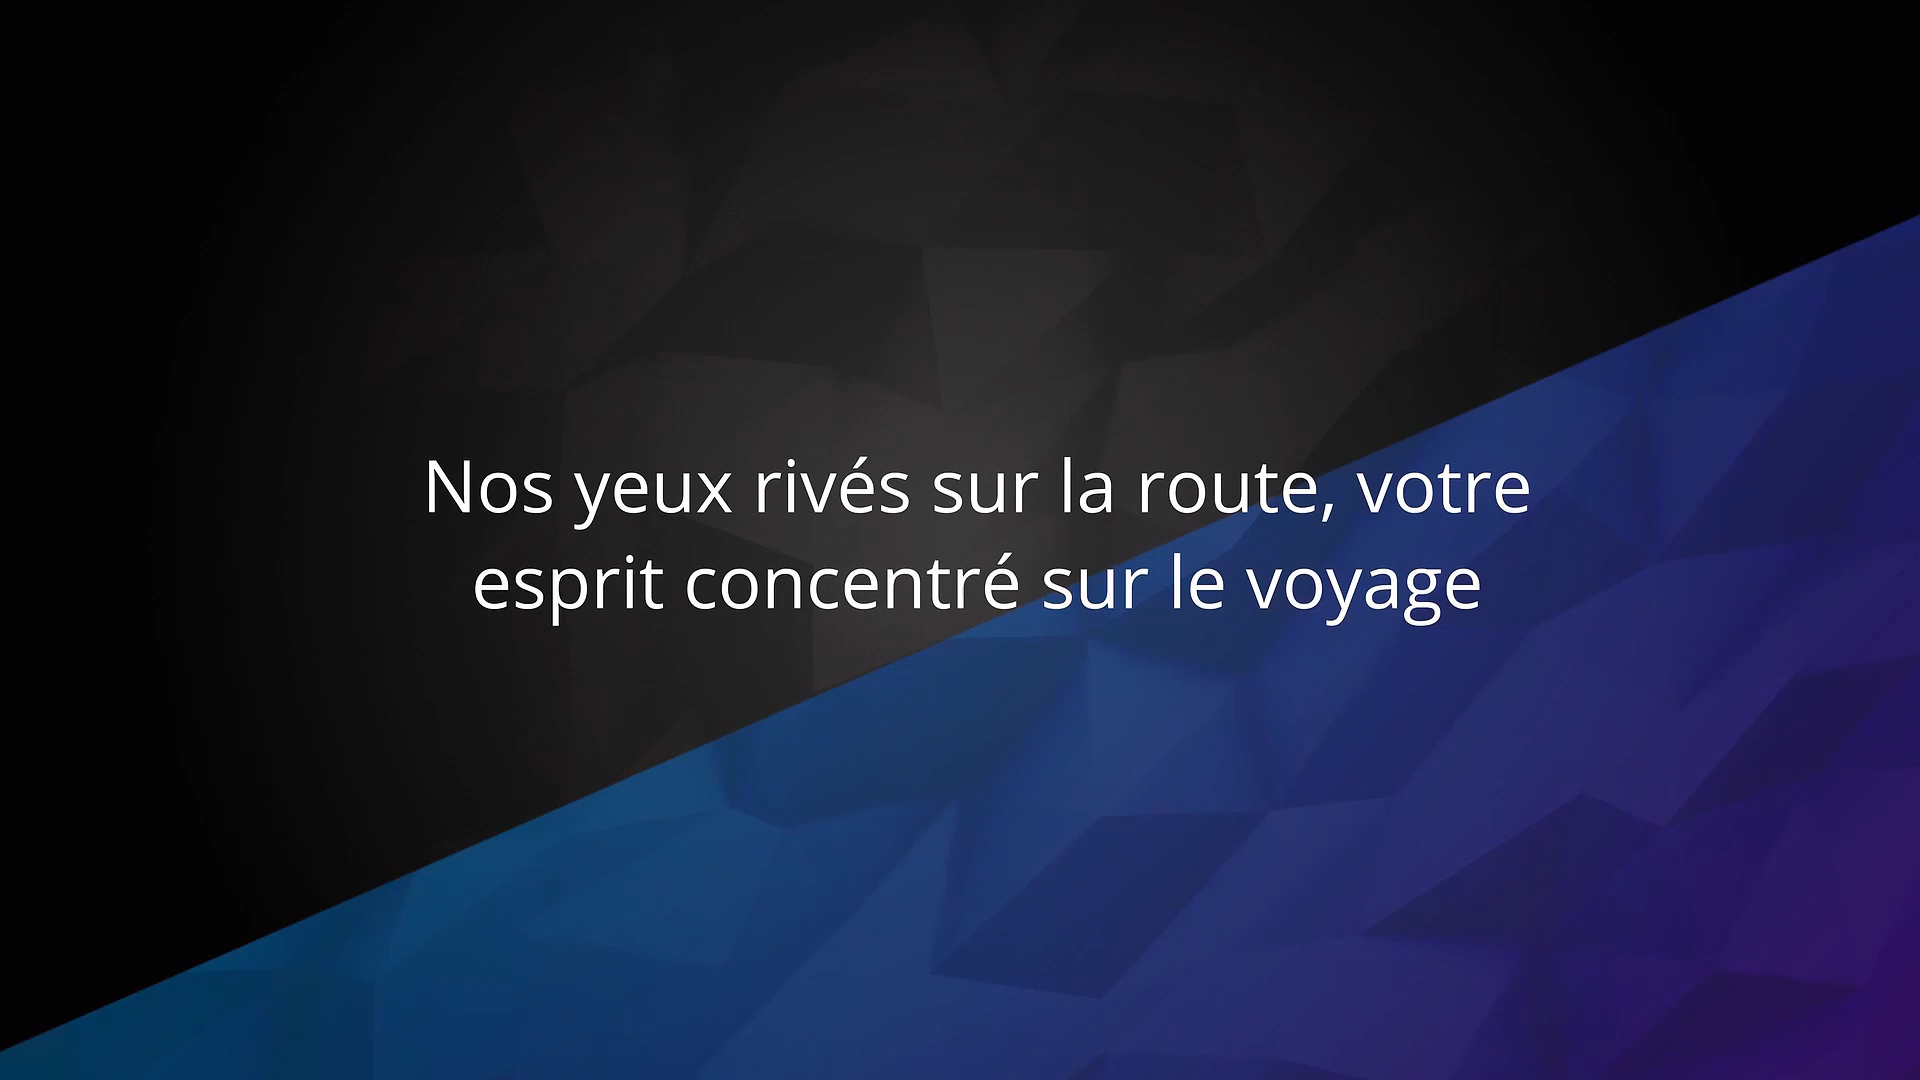 Nos yeux rivés sur la route, votre
esprit concentré sur le voyage